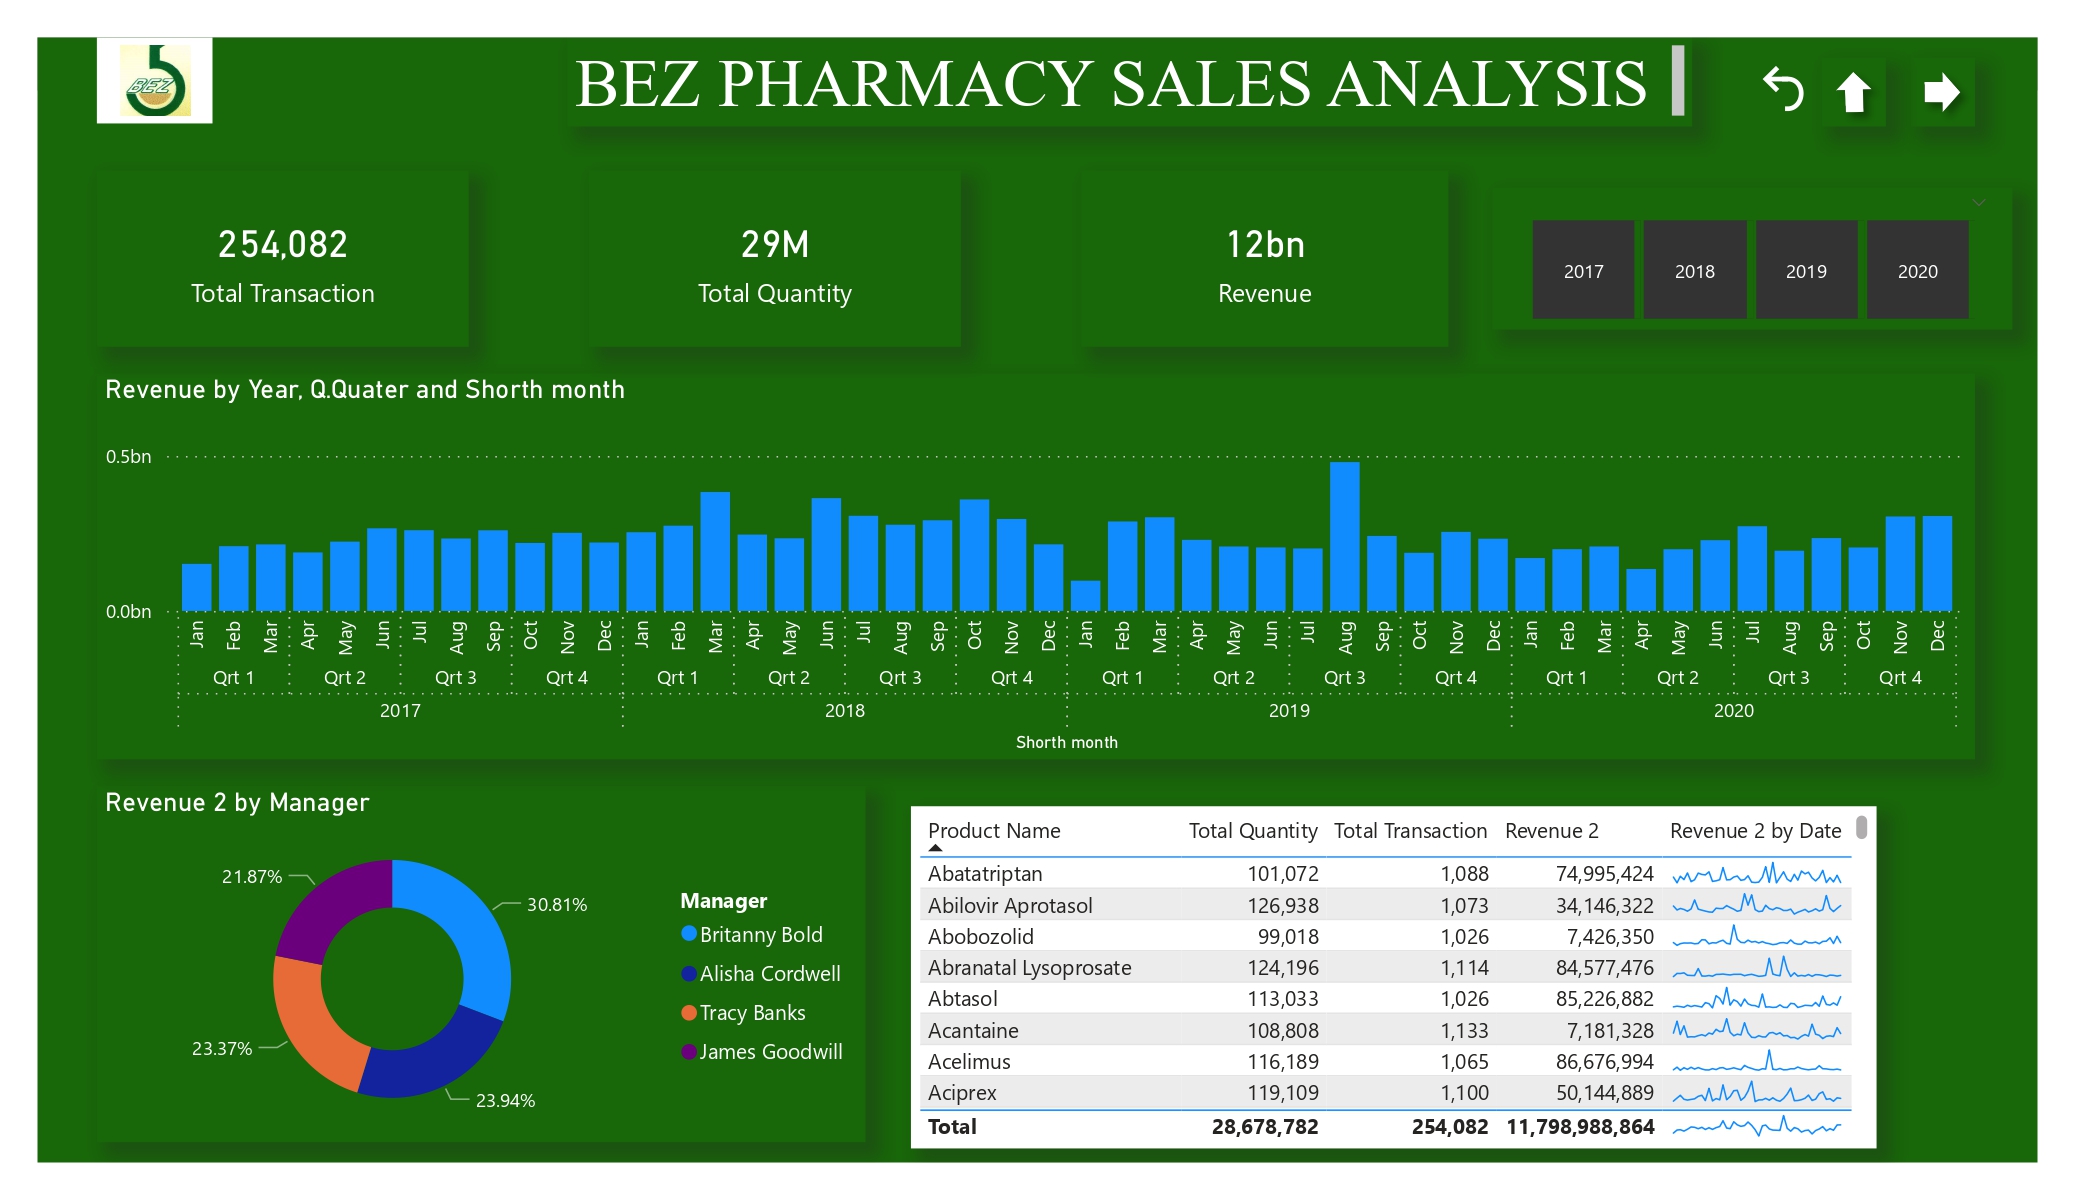 BEZ
BEZ PHARMACY SALES ANALYSIS
254,082
Total Transaction
29M
Total Quantity
12bn
Revenue
2017
2018
2019
2020
Revenue by Year, Q.Quater and Shorth month
0.5bn
0.0bn
Jan Feb Mar Apr May Jun Jul Aug Sep Oct Nov Dec Jan Feb Mar Apr May Jun Jul Aug Sep Oct Nov Dec Jan Feb Mar Apr May Jun Jul Aug Sep Oct Nov Dec Jan Feb Mar Apr May Jun Jul Aug Sep Oct Nov Dec
Qrt 1 Qrt 2 Qrt 3 Qrt 4 Qrt 1 Qrt 2 Qrt 3 Qrt 4 Qrt 1 Qrt 2 Qrt 3 Qrt 4 Qrt 1 Qrt 2 Qrt 3 Qrt 4
2017 2018 2019 2020
Shorth month
Revenue 2 by Manager
21.87%
30.81%
23.37%
23.94%
Manager
Britanny Bold
Alisha Cordwell
Tracy Banks
James Goodwill
Product Name Total Quantity Total Transaction Revenue 2 Revenue 2 by Date
Abatatriptan 101,072 1,088 74,995,424
Abilovir Aprotasol 126,938 1,073 34,146,322
Abobozolid 99,018 1,026 7,426,350
Abranatal Lysoprosate 124,196 1,114 84,577,476
Abtasol 113,033 1,026 85,226,882
Acantaine 108,808 1,133 7,181,328
Acelimus 116,189 1,065 86,676,994
Aciprex 119,109 1,100 50,144,889
Total 28,678,782 254,082 11,798,988,864